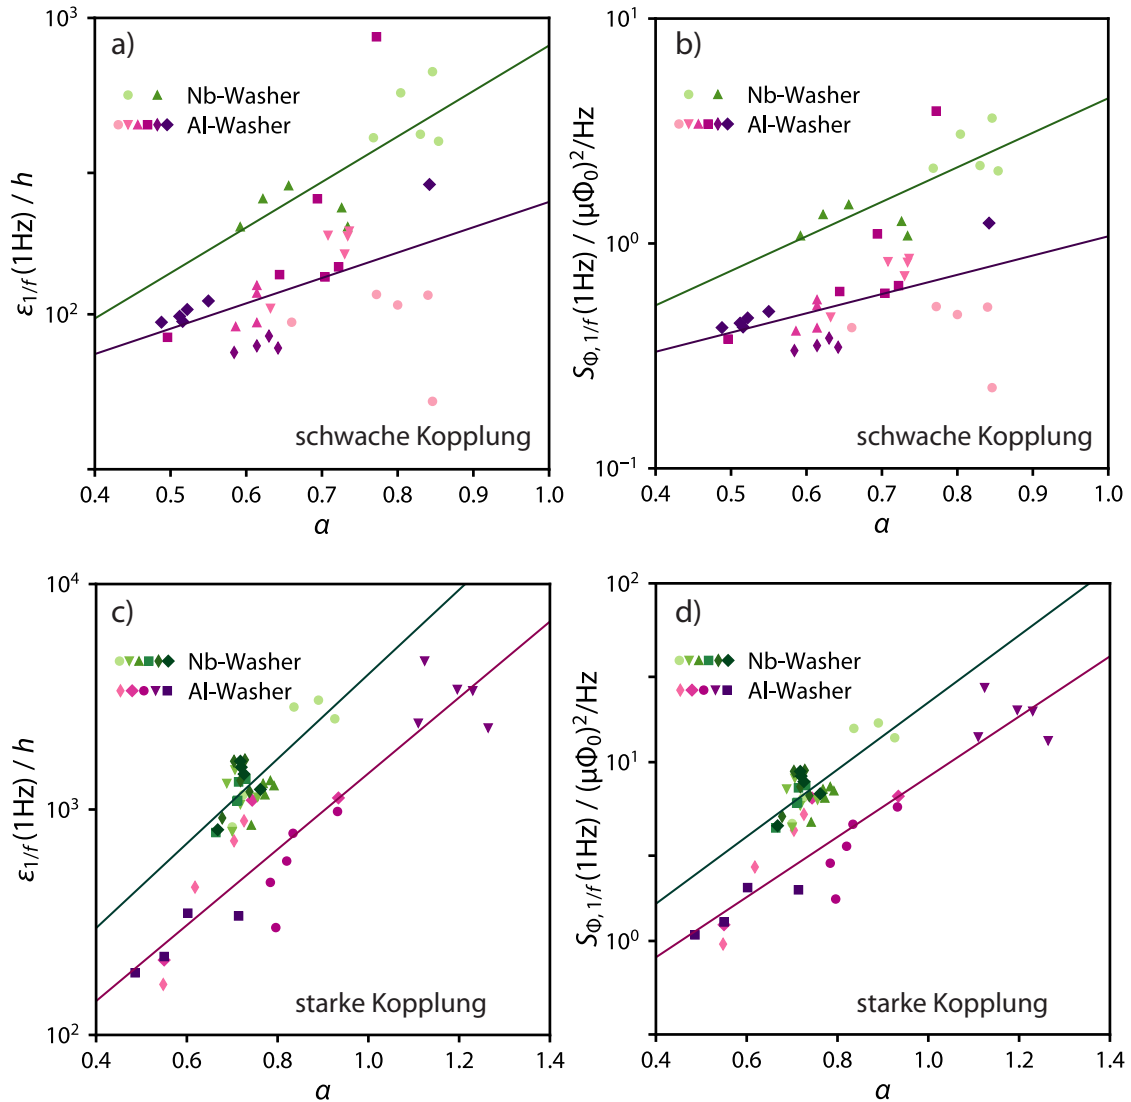 a)
Nb-Washer
Al-Washer
schwache Kopplung
10³
10²
ε₁/f (1Hz) / h
0.4 0.5 0.6 0.7 0.8 0.9 1.0
α
b)
Nb-Washer
Al-Washer
schwache Kopplung
10¹
10⁰
10⁻¹
S_Φ, 1/f (1Hz) / (μΦ₀)²/Hz
0.4 0.5 0.6 0.7 0.8 0.9 1.0
α
c)
Nb-Washer
Al-Washer
starke Kopplung
10⁴
10³
10²
ε₁/f (1Hz) / h
0.4 0.6 0.8 1.0 1.2 1.4
α
d)
Nb-Washer
Al-Washer
starke Kopplung
10²
10¹
10⁰
S_Φ, 1/f (1Hz) / (μΦ₀)²/Hz
0.4 0.6 0.8 1.0 1.2 1.4
α